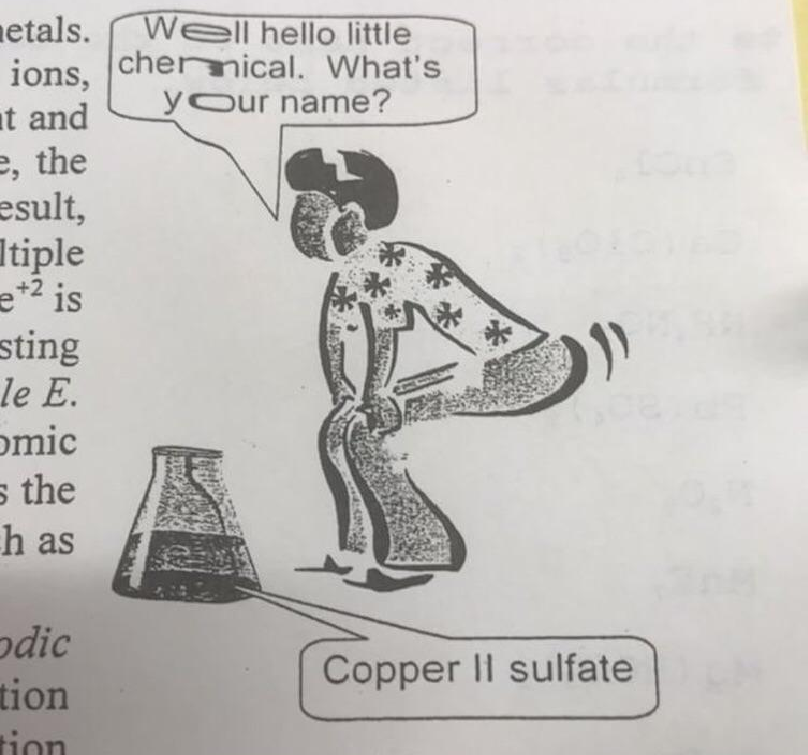 etals.
ions,
t and
e, the
esult,
ltiple
e⁺² is
sting
le E.
omic
s the
h as
odic
tion
tion
Well hello little
chemical. What's
your name?
Copper II sulfate